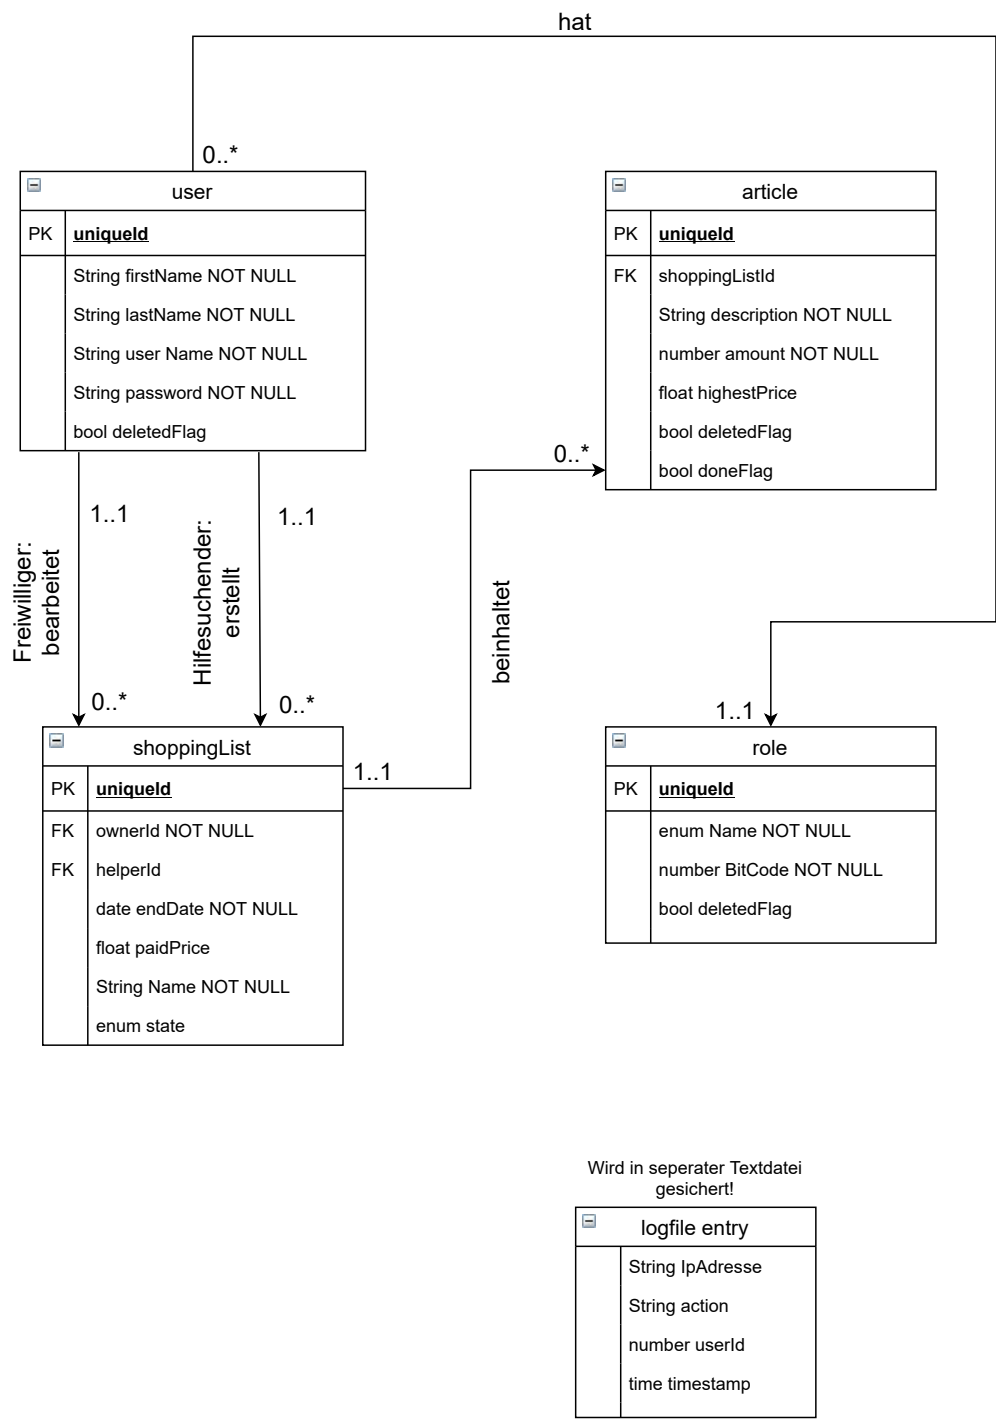 hat
0..*
user
PK uniqueId
String firstName NOT NULL
String lastName NOT NULL
String user Name NOT NULL
String password NOT NULL
bool deletedFlag
article
PK uniqueId
FK shoppingListId
String description NOT NULL
number amount NOT NULL
float highestPrice
bool deletedFlag
bool doneFlag
0..*
1..1
1..1
Freiwilliger:
bearbeitet
Hilfesuchender:
erstellt
beinhaltet
0..*
0..*
1..1
1..1
shoppingList
PK uniqueId
FK ownerId NOT NULL
FK helperId
date endDate NOT NULL
float paidPrice
String Name NOT NULL
enum state
role
PK uniqueId
enum Name NOT NULL
number BitCode NOT NULL
bool deletedFlag
Wird in seperater Textdatei
gesichert!
logfile entry
String IpAdresse
String action
number userId
time timestamp